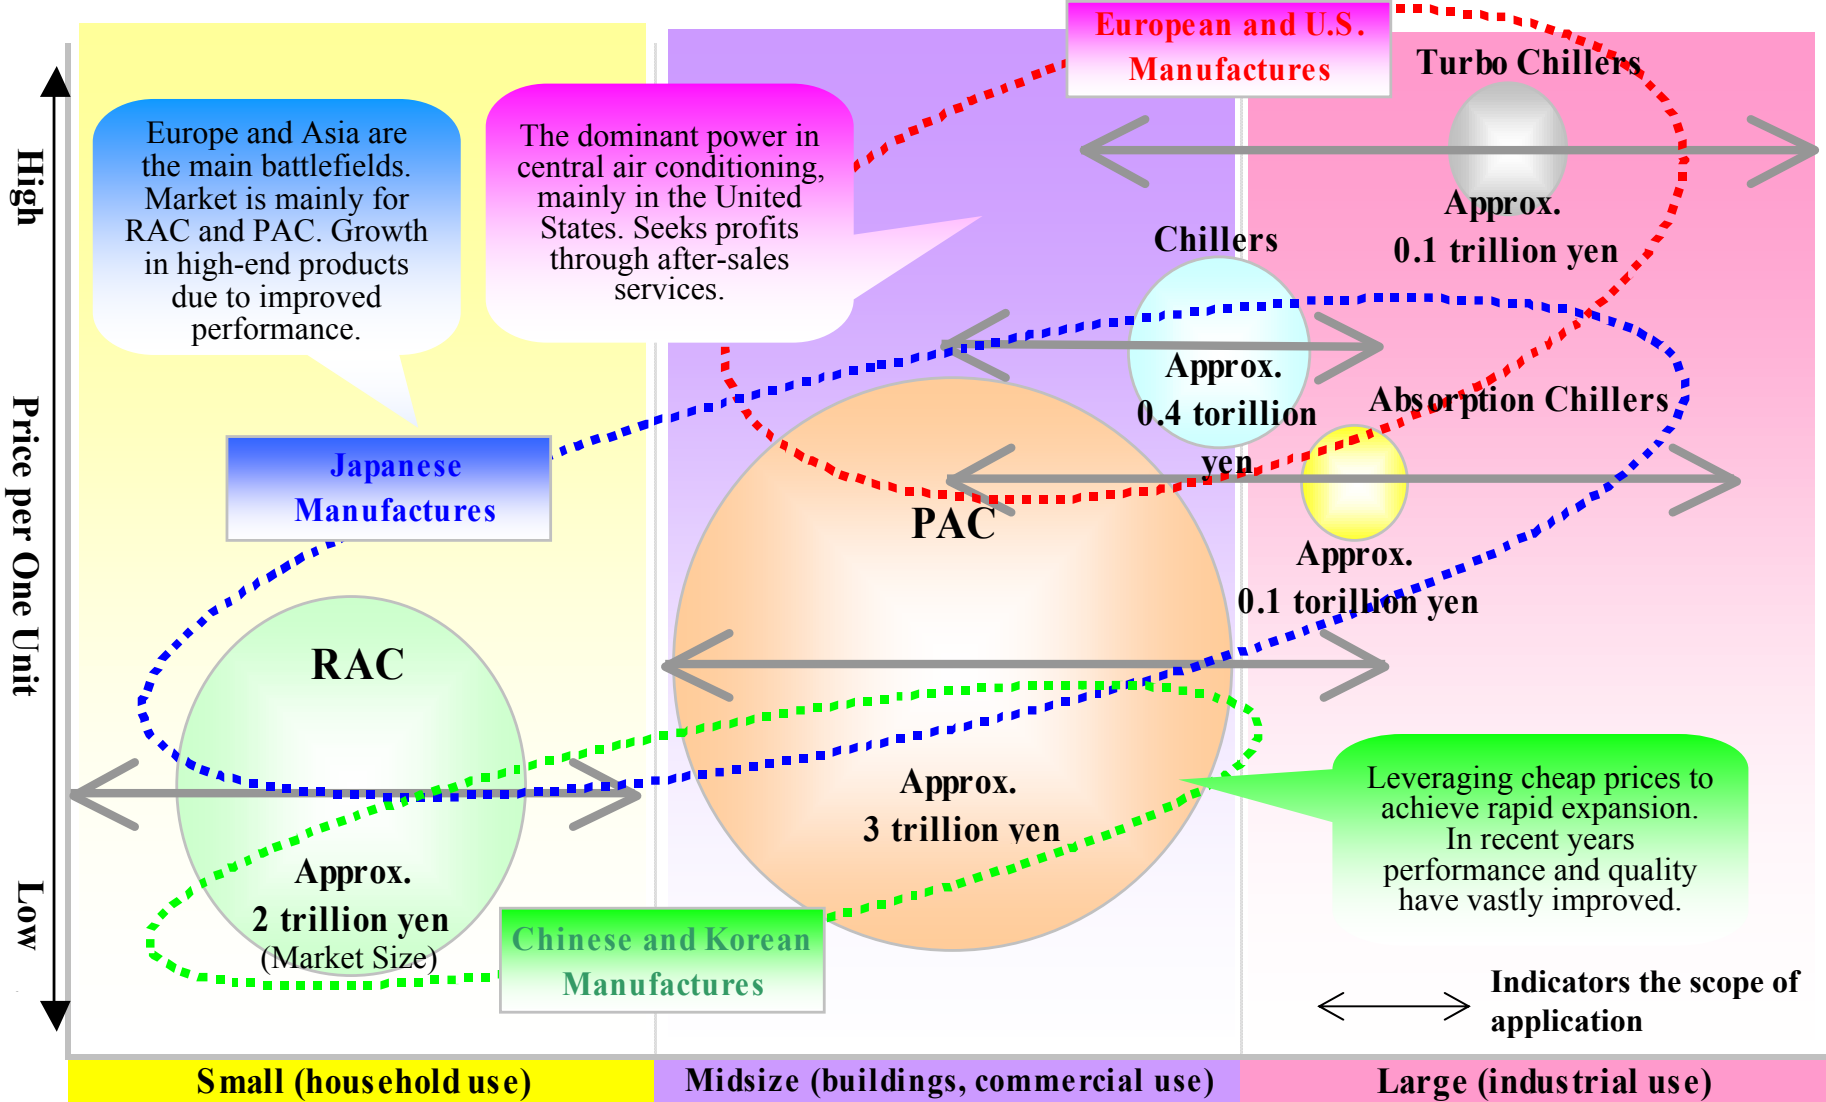 European and U.S.
Manufactures
Turbo Chillers
Europe and Asia are
the main battlefields.
Market is mainly for
RAC and PAC. Growth
in high-end products
due to improved
performance.
The dominant power in
central air conditioning,
mainly in the United
States. Seeks profits
through after-sales
services.
High
Approx.
0.1 trillion yen
Chillers
Approx.
0.4 torillion
yen
Absorption Chillers
Price per One Unit
Japanese
Manufactures
PAC
Approx.
0.1 torillion yen
RAC
Approx.
3 trillion yen
Leveraging cheap prices to
achieve rapid expansion.
In recent years
performance and quality
have vastly improved.
Low
Approx.
2 trillion yen
(Market Size)
Chinese and Korean
Manufactures
Indicators the scope of
application
Small (household use)
Midsize (buildings, commercial use)
Large (industrial use)